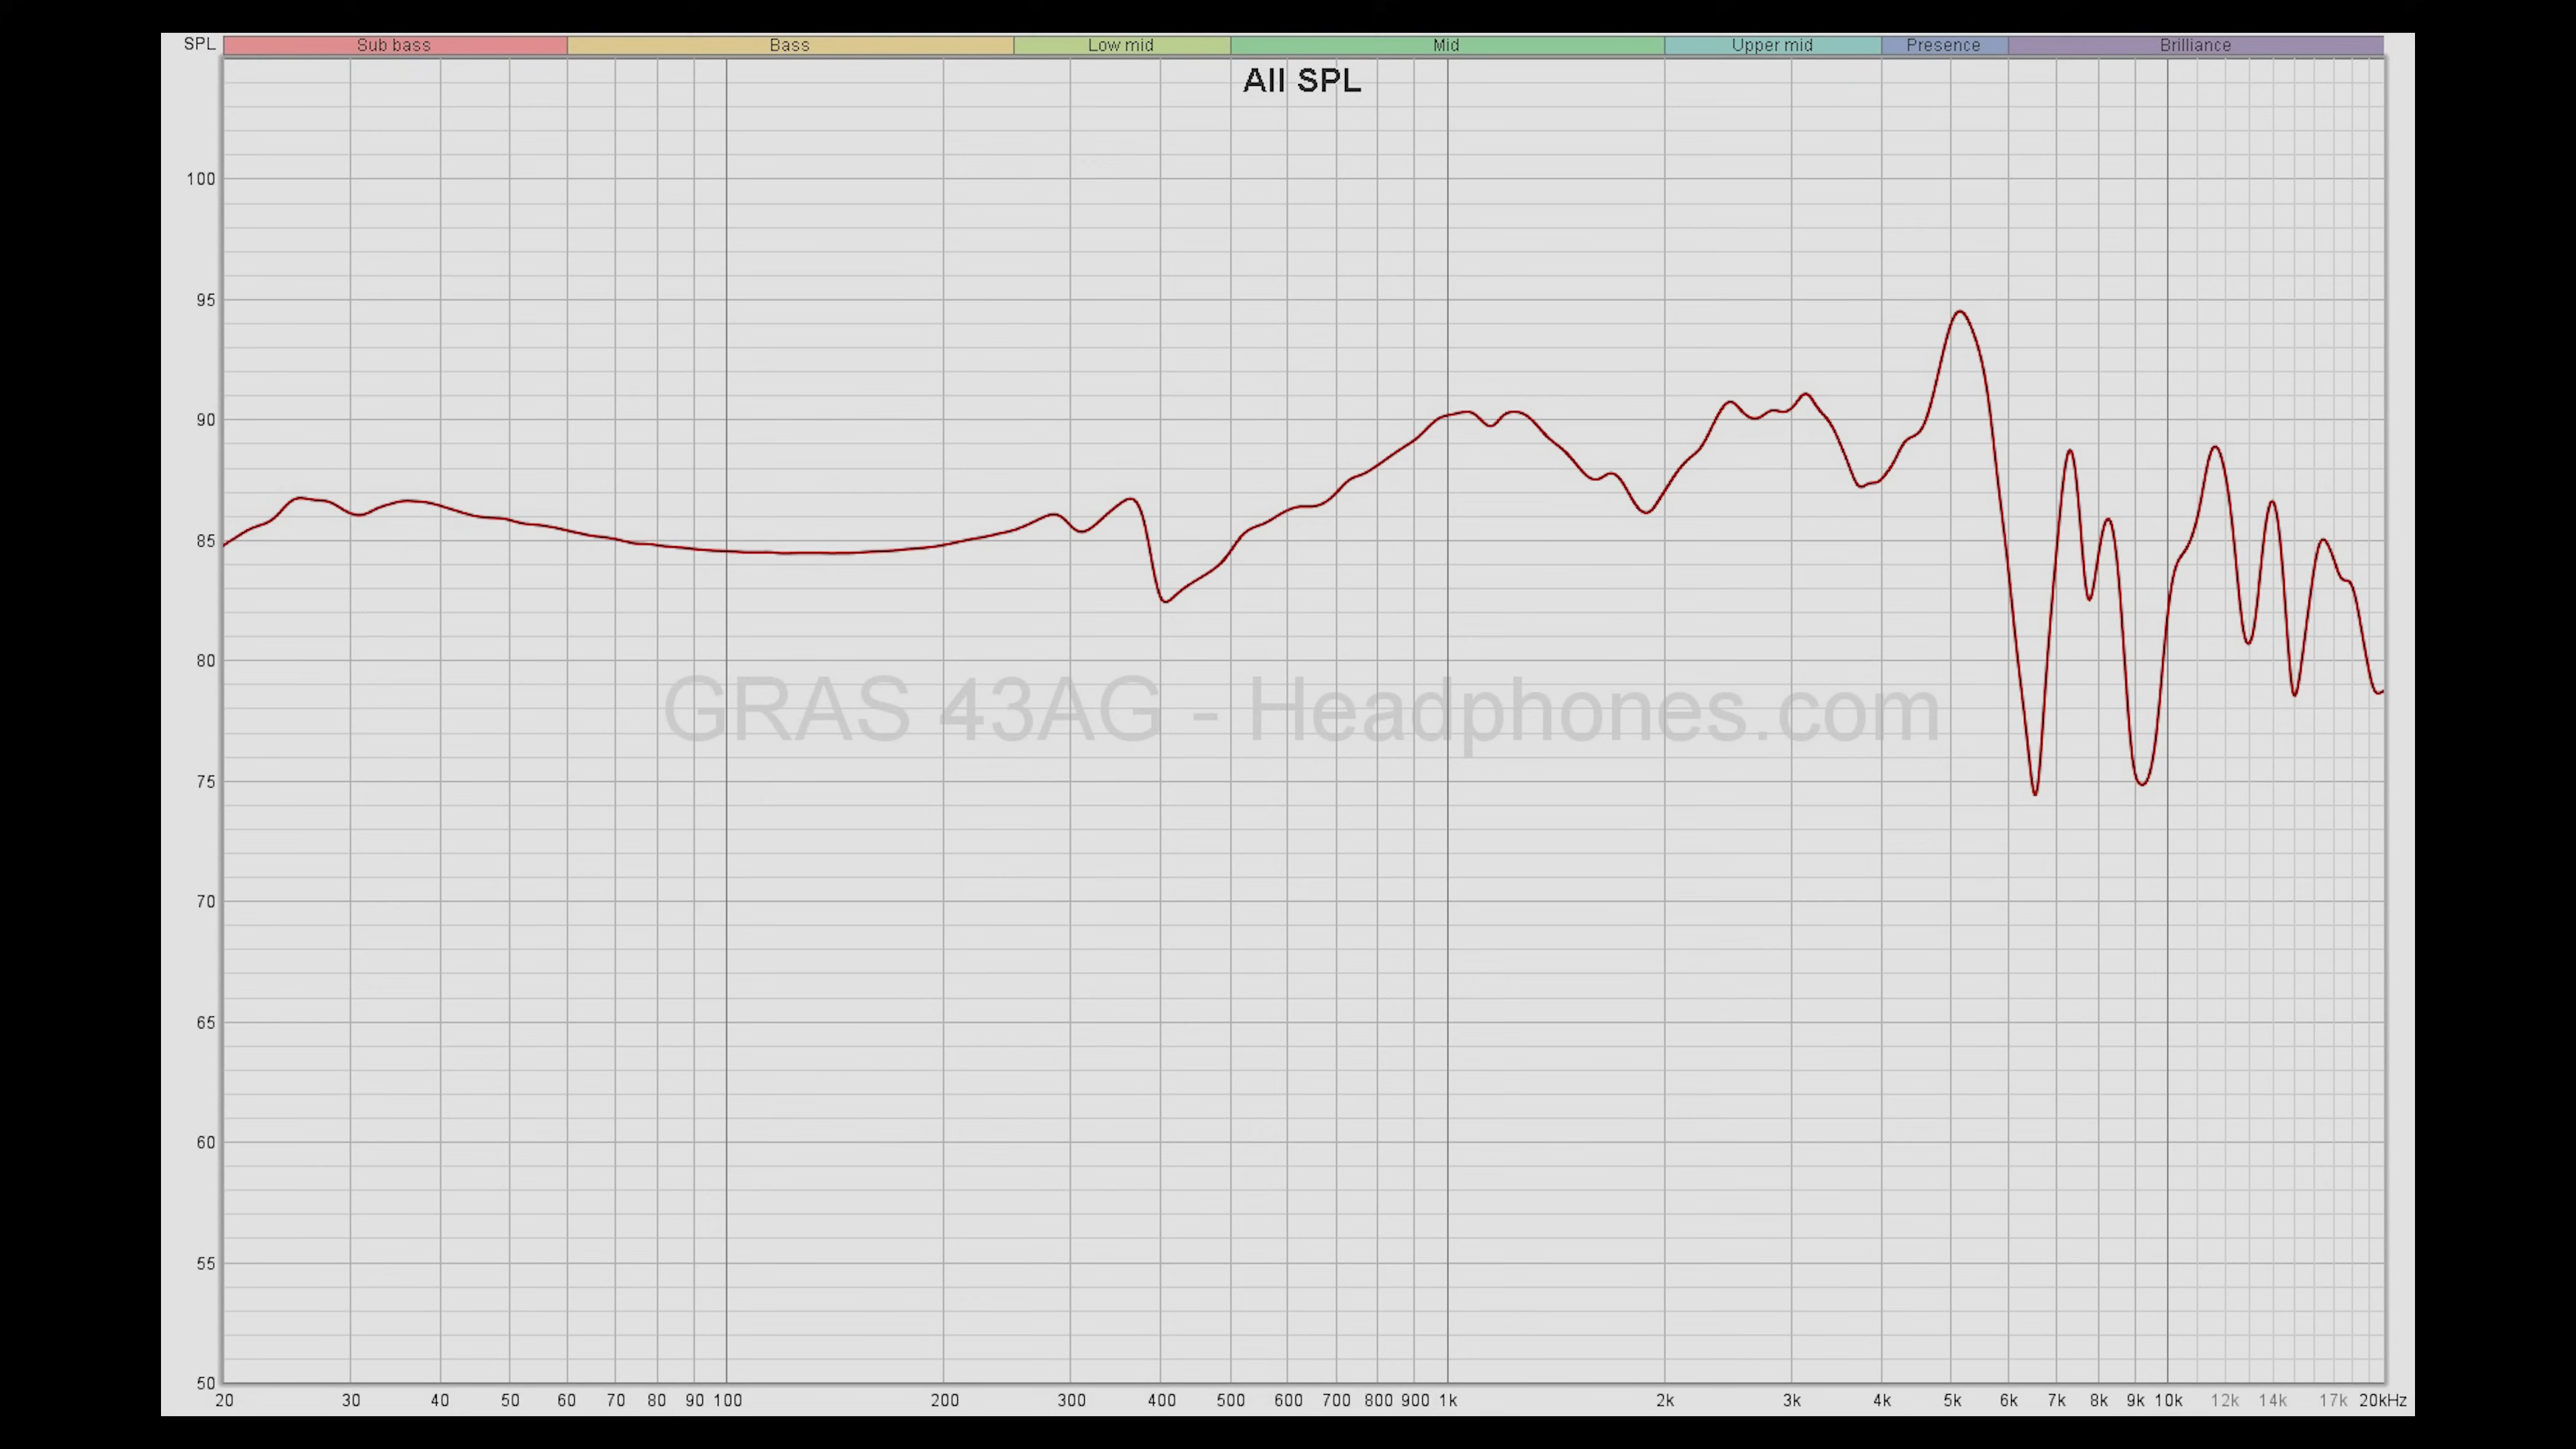 SPL Sub bass Bass Low mid Mid Upper mid Presence Brilliance
All SPL
100
95
90
85
80
GRAS 43AG - Headphones.com
75
70
65
60
55
50
20 30 40 50 60 70 80 90 100 200 300 400 500 600 700 800 900 1k 2k 3k 4k 5k 6k 7k 8k 9k 10k 12k 14k 17k 20kHz